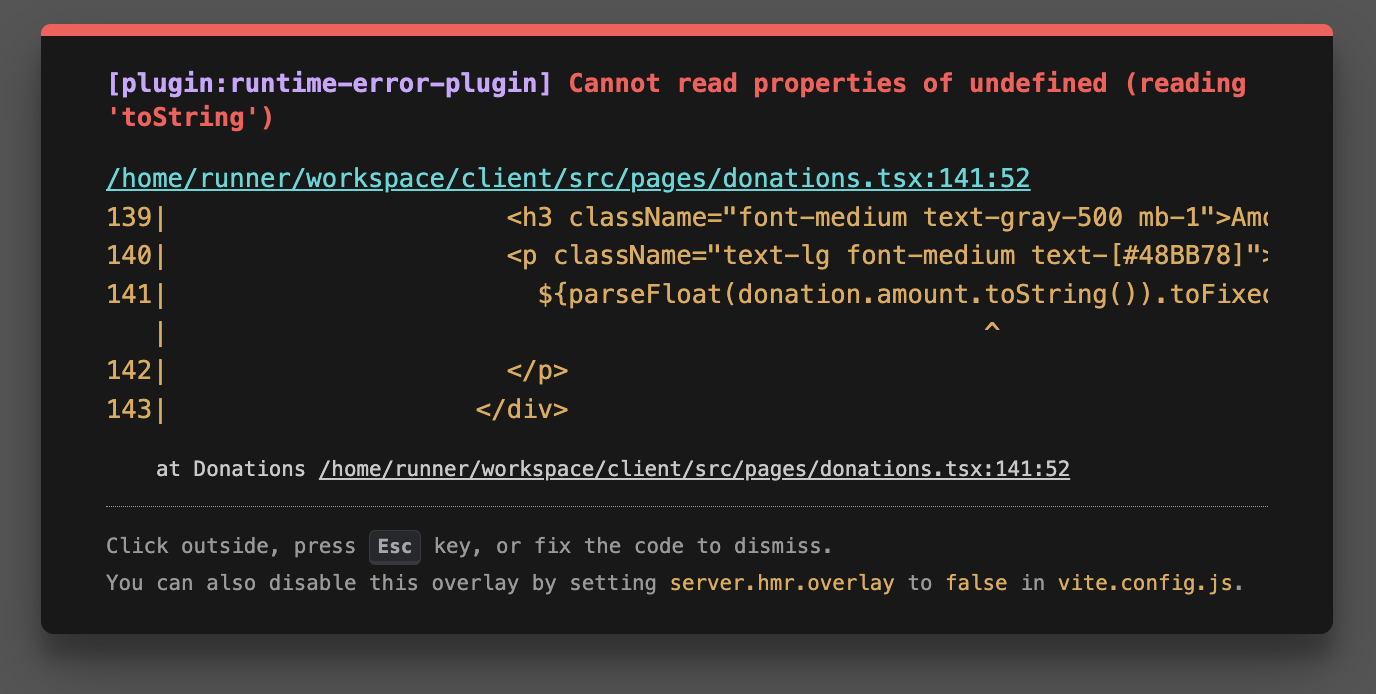 [plugin:runtime-error-plugin] Cannot read properties of undefined (reading
'toString')
/home/runner/workspace/client/src/pages/donations.tsx:141:52
139|                      <h3 className="font-medium text-gray-500 mb-1">Amo
140|                      <p className="text-lg font-medium text-[#48BB78]">
141|                        ${parseFloat(donation.amount.toString()).toFixed
   |                                                     ^
142|                      </p>
143|                    </div>
at Donations /home/runner/workspace/client/src/pages/donations.tsx:141:52
Click outside, press Esc key, or fix the code to dismiss.
You can also disable this overlay by setting server.hmr.overlay to false in vite.config.js.